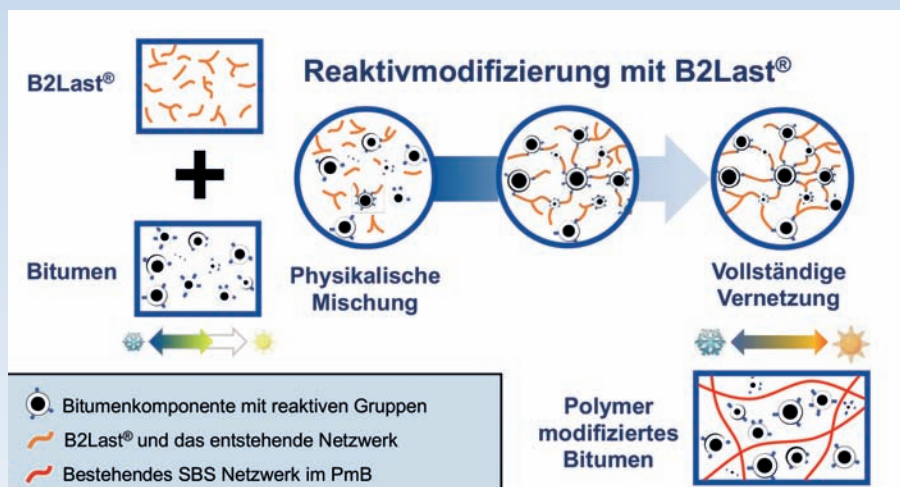 B2Last®
Reaktivmodifizierung mit B2Last®
Bitumen
Physikalische
Mischung
Vollständige
Vernetzung
Bitumenkomponente mit reaktiven Gruppen
B2Last® und das entstehende Netzwerk
Bestehendes SBS Netzwerk im PmB
Polymer
modifiziertes
Bitumen